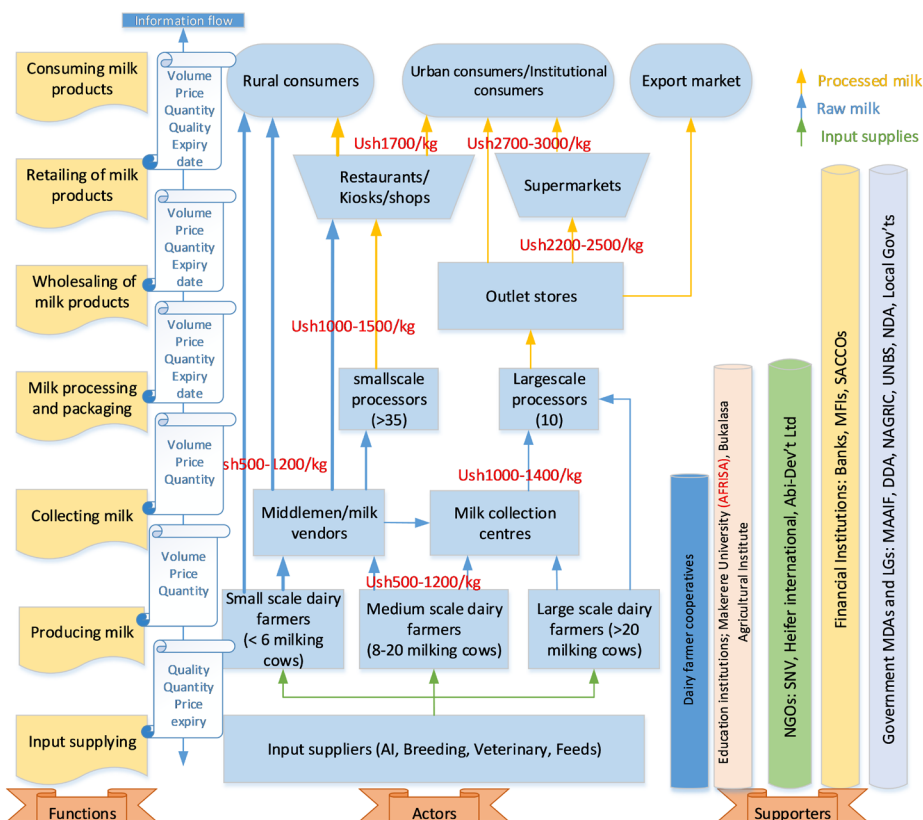 Information flow
Consuming milk
products
Retailing of milk
products
Wholesaling of
milk products
Milk processing
and packaging
Collecting milk
Producing milk
Input supplying
Volume
Price
Quantity
Quality
Expiry
date
Volume
Price
Quantity
Expiry
date
Volume
Price
Quantity
Expiry
date
Volume
Price
Quantity
Volume
Price
Quantity
Quality
Quantity
Price
expiry
Rural consumers
Urban consumers/Institutional
consumers
Export market
Processed milk
Raw milk
Input supplies
Ush1700/kg
Ush2700-3000/kg
Restaurants/
Kiosks/shops
Supermarkets
Ush2200-2500/kg
Outlet stores
Ush1000-1500/kg
smallscale
processors
(>35)
Largescale
processors
(10)
sh500-1200/kg
Ush1000-1400/kg
Middlemen/milk
vendors
Milk collection
centres
Ush500-1200/kg
Small scale dairy
farmers
(< 6 milking
cows)
Medium scale dairy
farmers
(8-20 milking cows)
Large scale dairy
farmers (>20
milking cows)
Input suppliers (AI, Breeding, Veterinary, Feeds)
Dairy farmer cooperatives
Education institutions; Makerere University (AFRISA), Bukalasa
Agricultural Institute
NGOs: SNV, Heifer international, Abi-Dev't Ltd
Financial Institutions: Banks, MFIs, SACCOs
Government MDAs and LGs: MAAIF, DDA, NAGRIC, UNBS, NDA, Local Gov'ts
Functions
Actors
Supporters